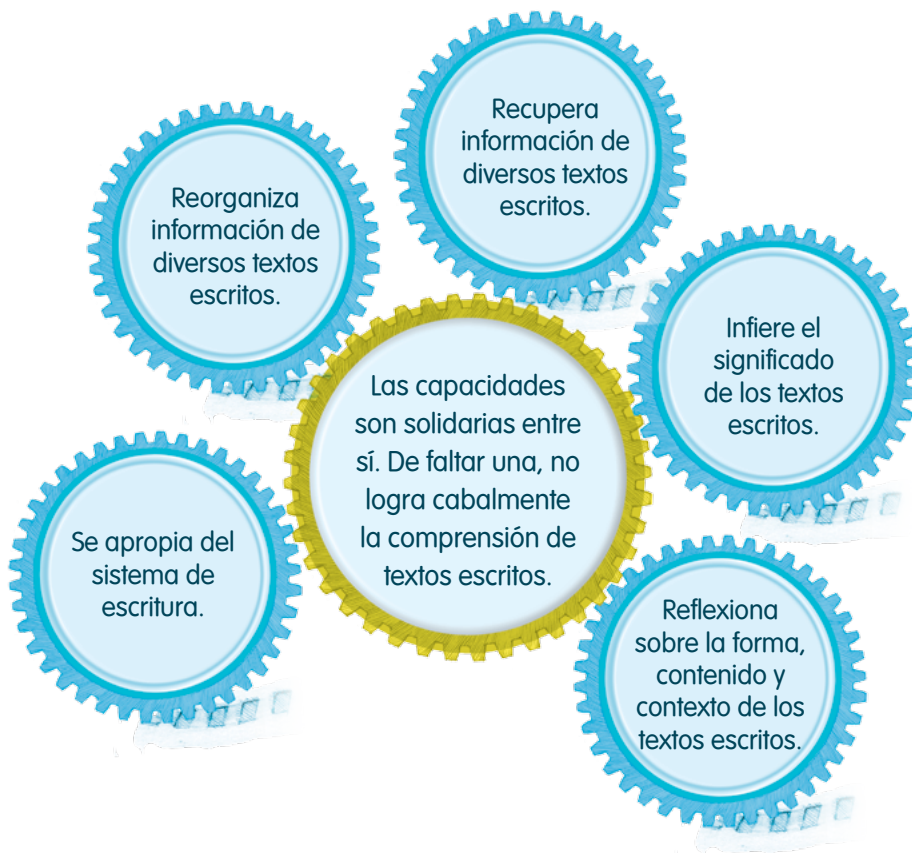 Recupera
información de
diversos textos
escritos.
Reorganiza
información de
diversos textos
escritos.
Infiere el
significado
de los textos
escritos.
Las capacidades
son solidarias entre
sí. De faltar una, no
logra cabalmente
la comprensión de
textos escritos.
Se apropia del
sistema de
escritura.
Reflexiona
sobre la forma,
contenido y
contexto de los
textos escritos.